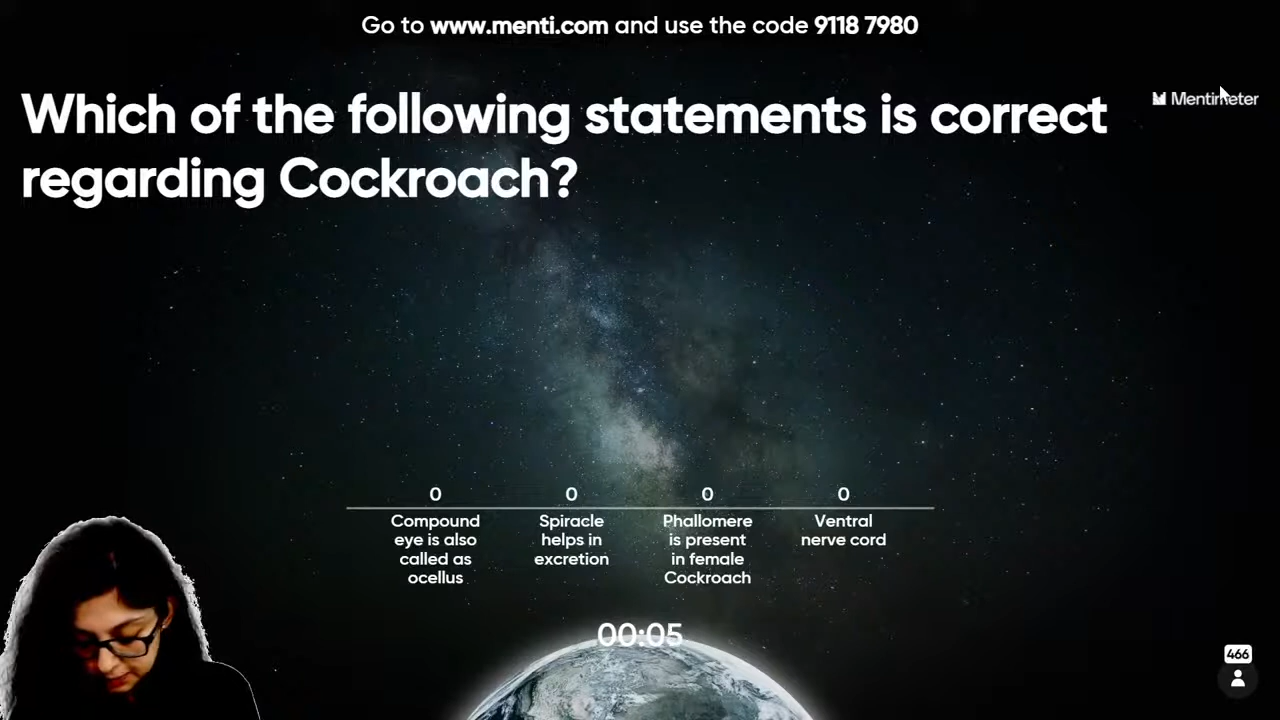 Go to www.menti.com and use the code 9118 7980
Which of the following statements is correct
regarding Cockroach?
Mentimeter
0
0
0
0
Compound
eye is also
called as
ocellus
Spiracle
helps in
excretion
Phallomere
is present
in female
Cockroach
Ventral
nerve cord
00:05
466